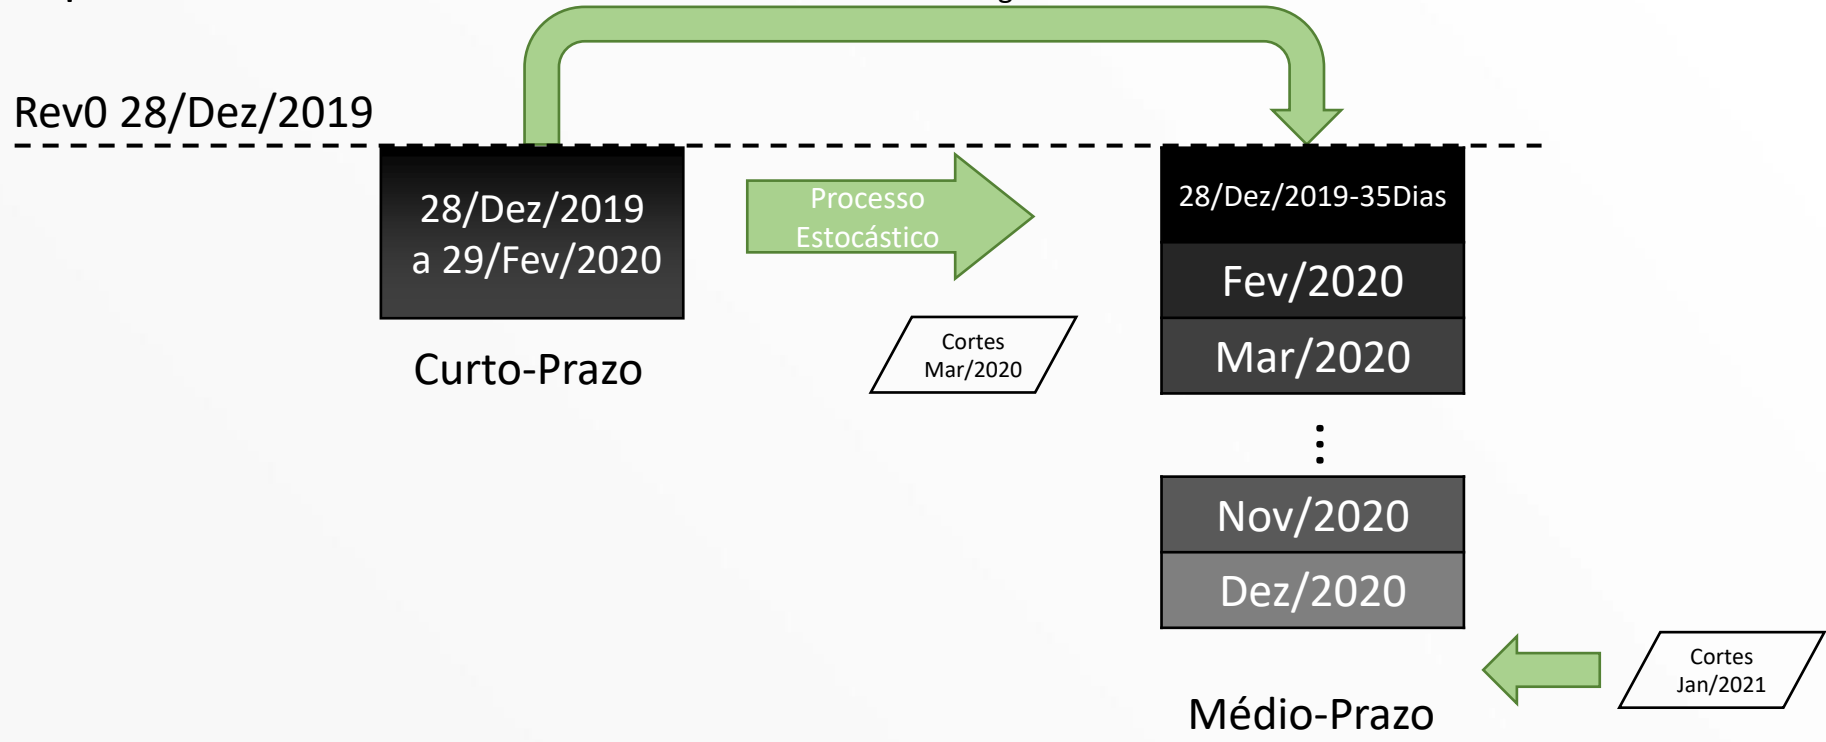 Rev0 28/Dez/2019
28/Dez/2019
a 29/Fev/2020
Curto-Prazo
Processo
Estocástico
Cortes
Mar/2020
28/Dez/2019-35Dias
Fev/2020
Mar/2020
⋮
Nov/2020
Dez/2020
Médio-Prazo
Cortes
Jan/2021